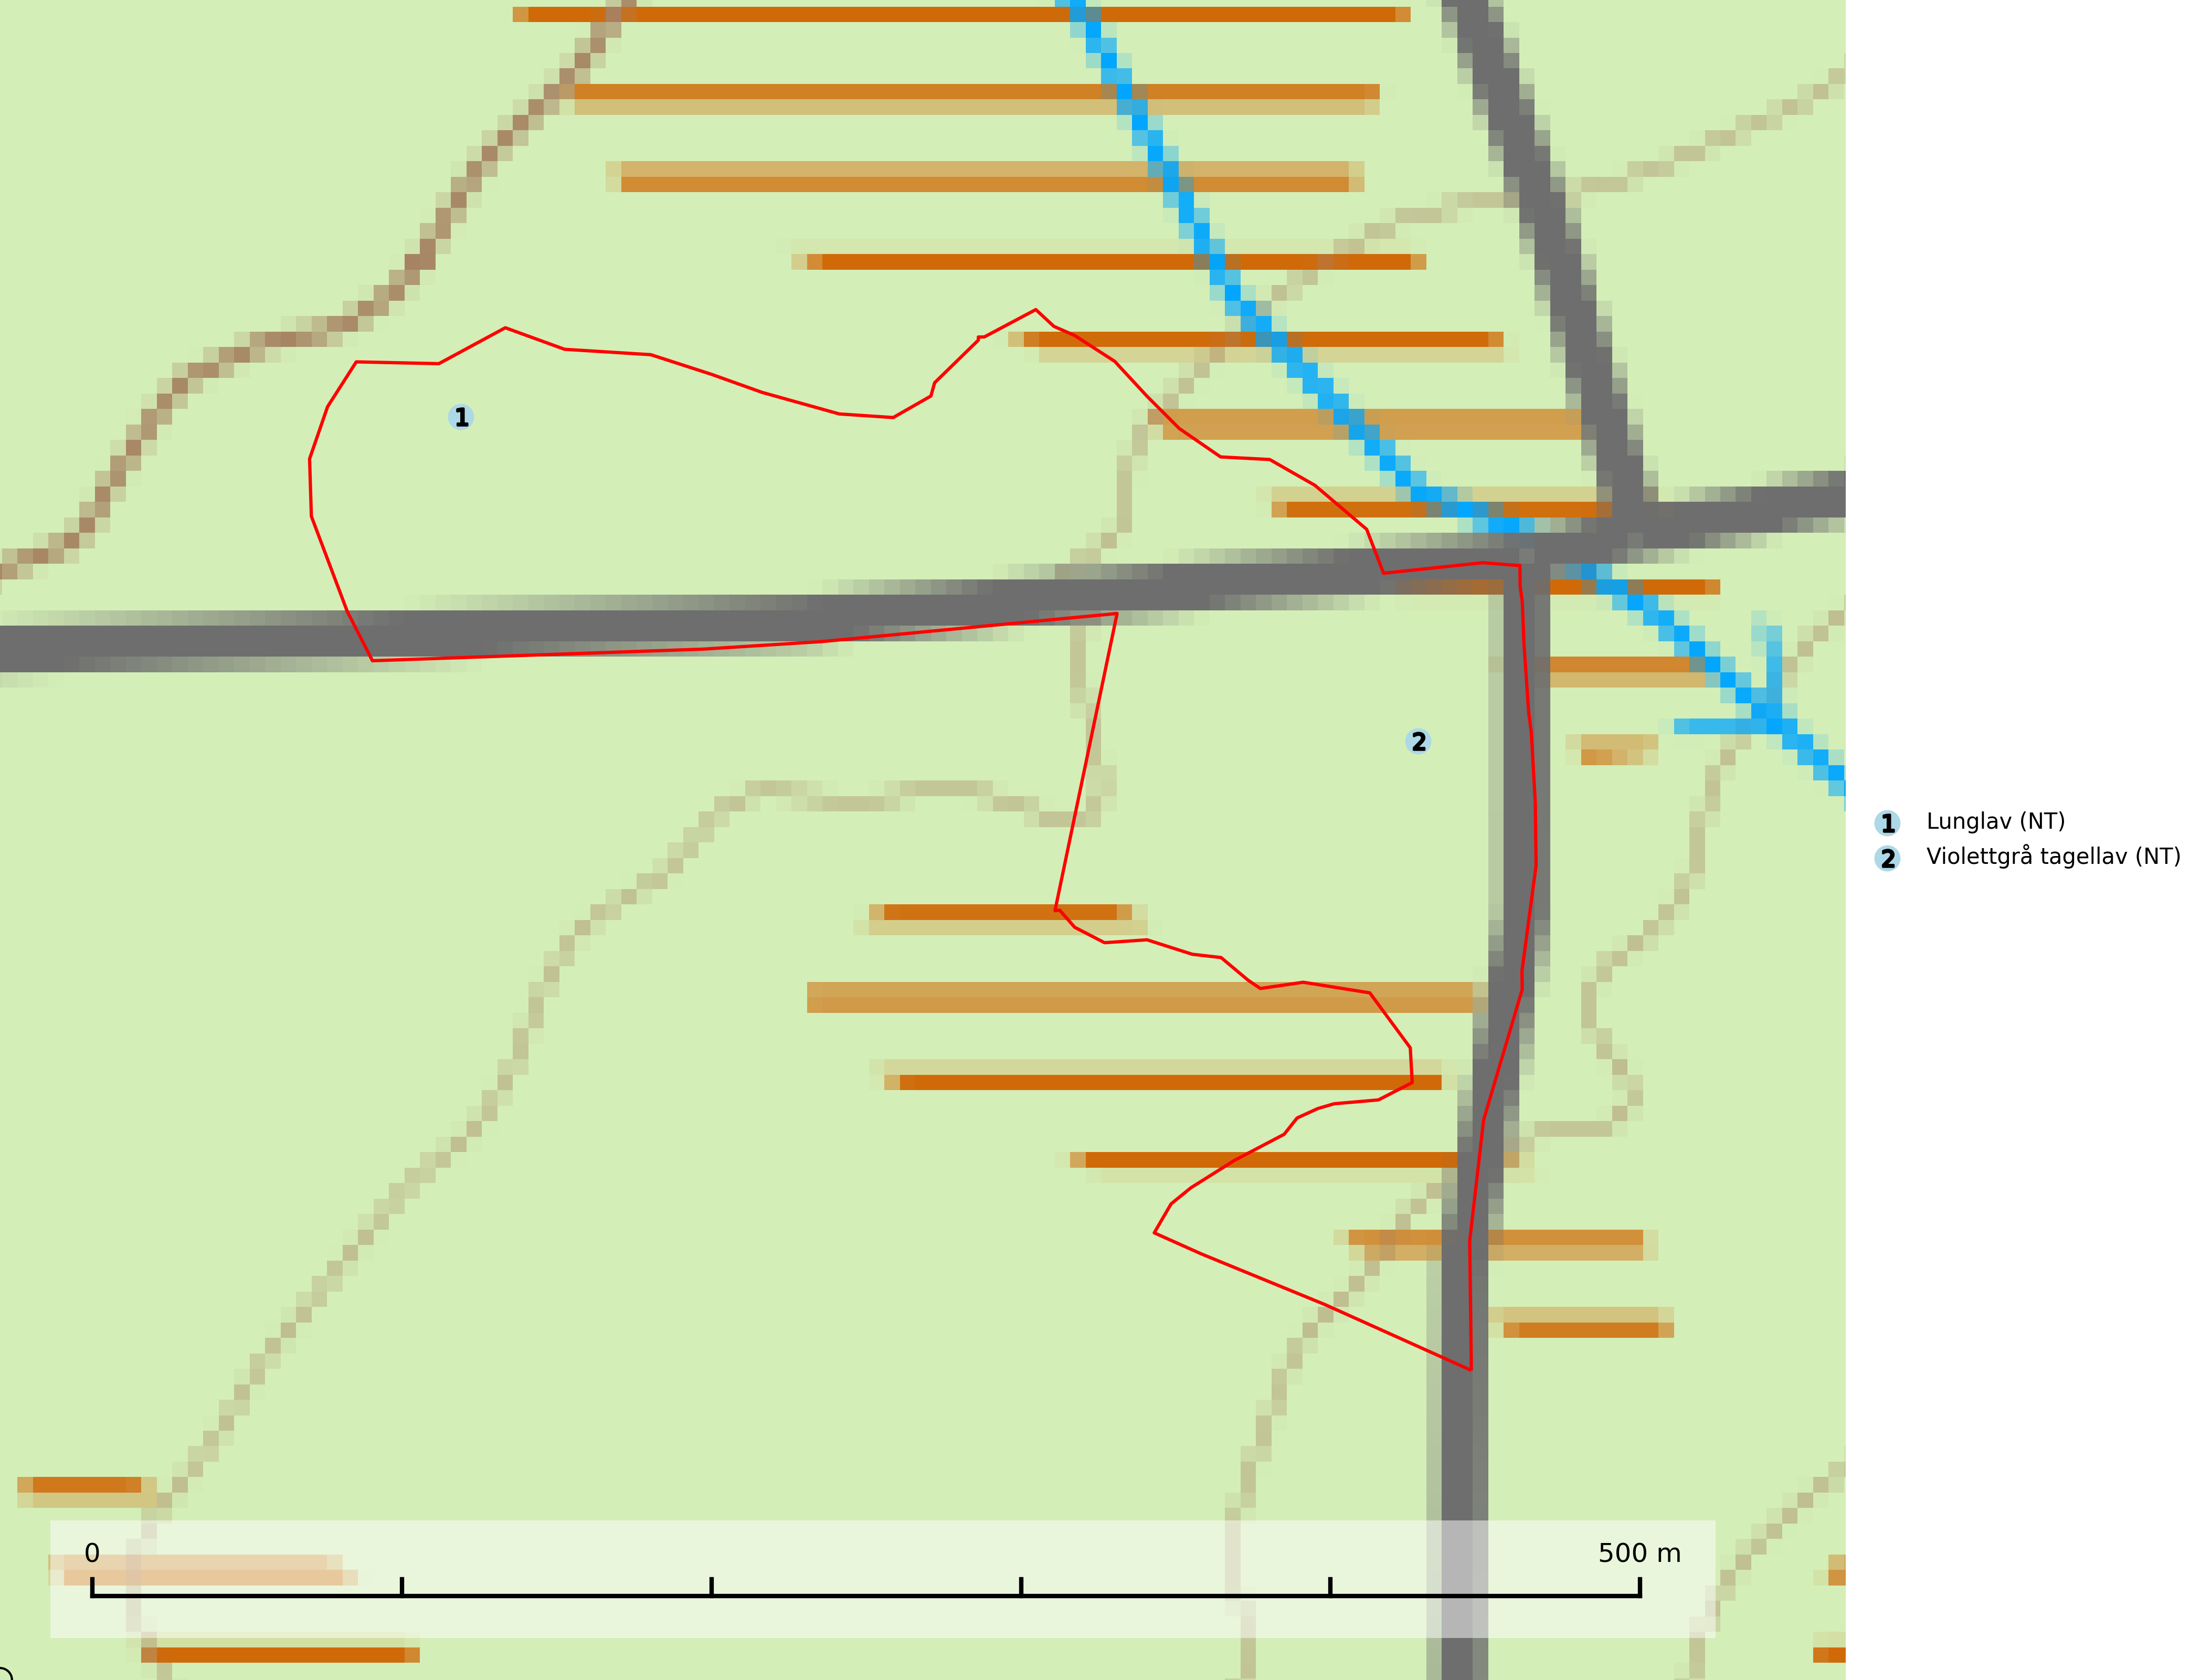 1
2
1 Lunglav (NT)
2 Violettgrå tagellav (NT)
0 500 m